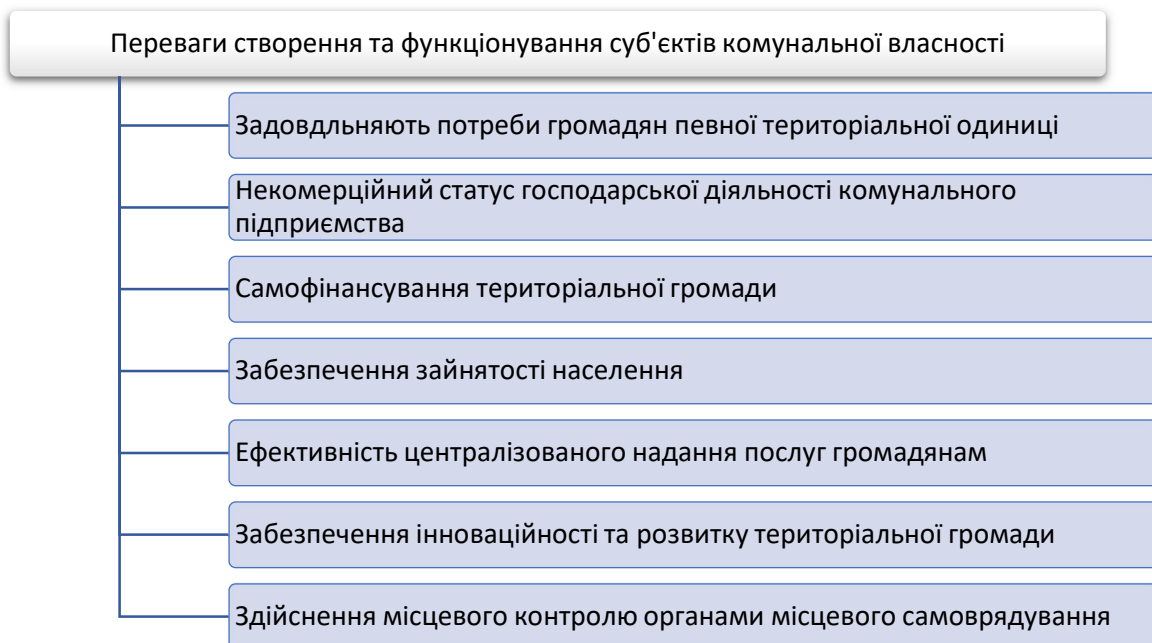 Переваги створення та функціонування суб'єктів комунальної власності
Задовдльняють потреби громадян певної територіальної одиниці
Некомерційний статус господарської діяльності комунального
підприємства
Самофінансування територіальної громади
Забезпечення зайнятості населення
Ефективність централізованого надання послуг громадянам
Забезпечення інноваційності та розвитку територіальної громади
Здійснення місцевого контролю органами місцевого самоврядування